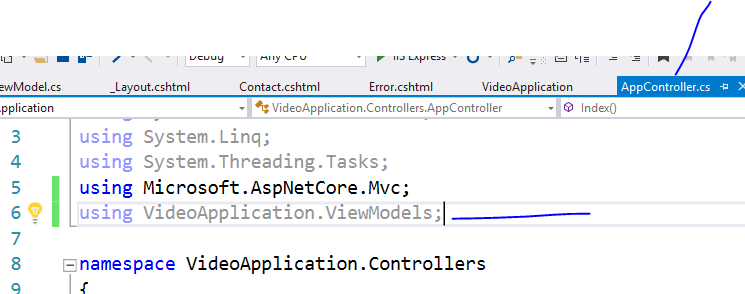 Debug Any CPU IIS Express
ewModel.cs _Layout.cshtml Contact.cshtml Error.cshtml VideoApplication AppController.cs
Application VideoApplication.Controllers.AppController Index()
3 using System.Linq;
4 using System.Threading.Tasks;
5 using Microsoft.AspNetCore.Mvc;
6 using VideoApplication.ViewModels;
7
8 namespace VideoApplication.Controllers
9 {